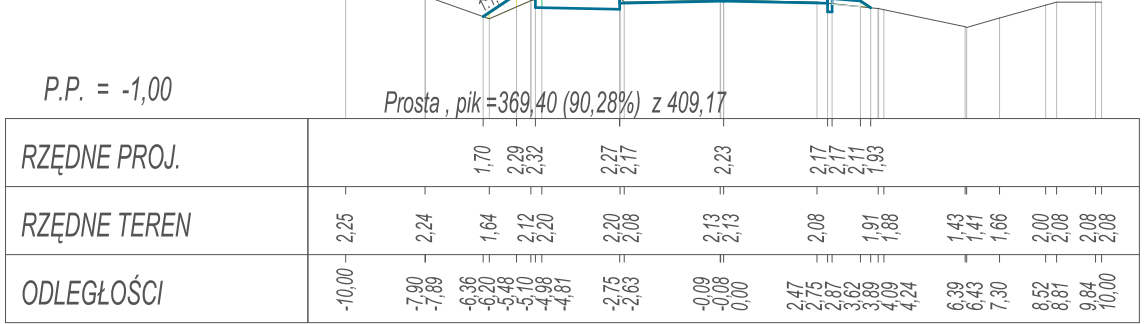 1:1,
P.P. = -1,00
Prosta , pik =369,40 (90,28%) z 409,17
RZĘDNE PROJ. 1,70 2,29 2,32 2,27 2,17 2,23 2,17 2,17 2,11 1,93
RZĘDNE TEREN 2,25 2,24 1,64 2,12 2,20 2,20 2,08 2,13 2,13 2,08 1,91 1,88 1,43 1,41 1,66 2,00 2,08 2,08 2,08
ODLEGŁOŚCI -10,00 -7,90 -7,89 -6,36 -6,20 -5,48 -5,10 -4,98 -4,81 -2,75 -2,63 -0,09 -0,08 0,00 2,47 2,75 2,87 3,62 3,89 4,09 4,24 6,39 6,43 7,30 8,52 8,81 9,84 10,00